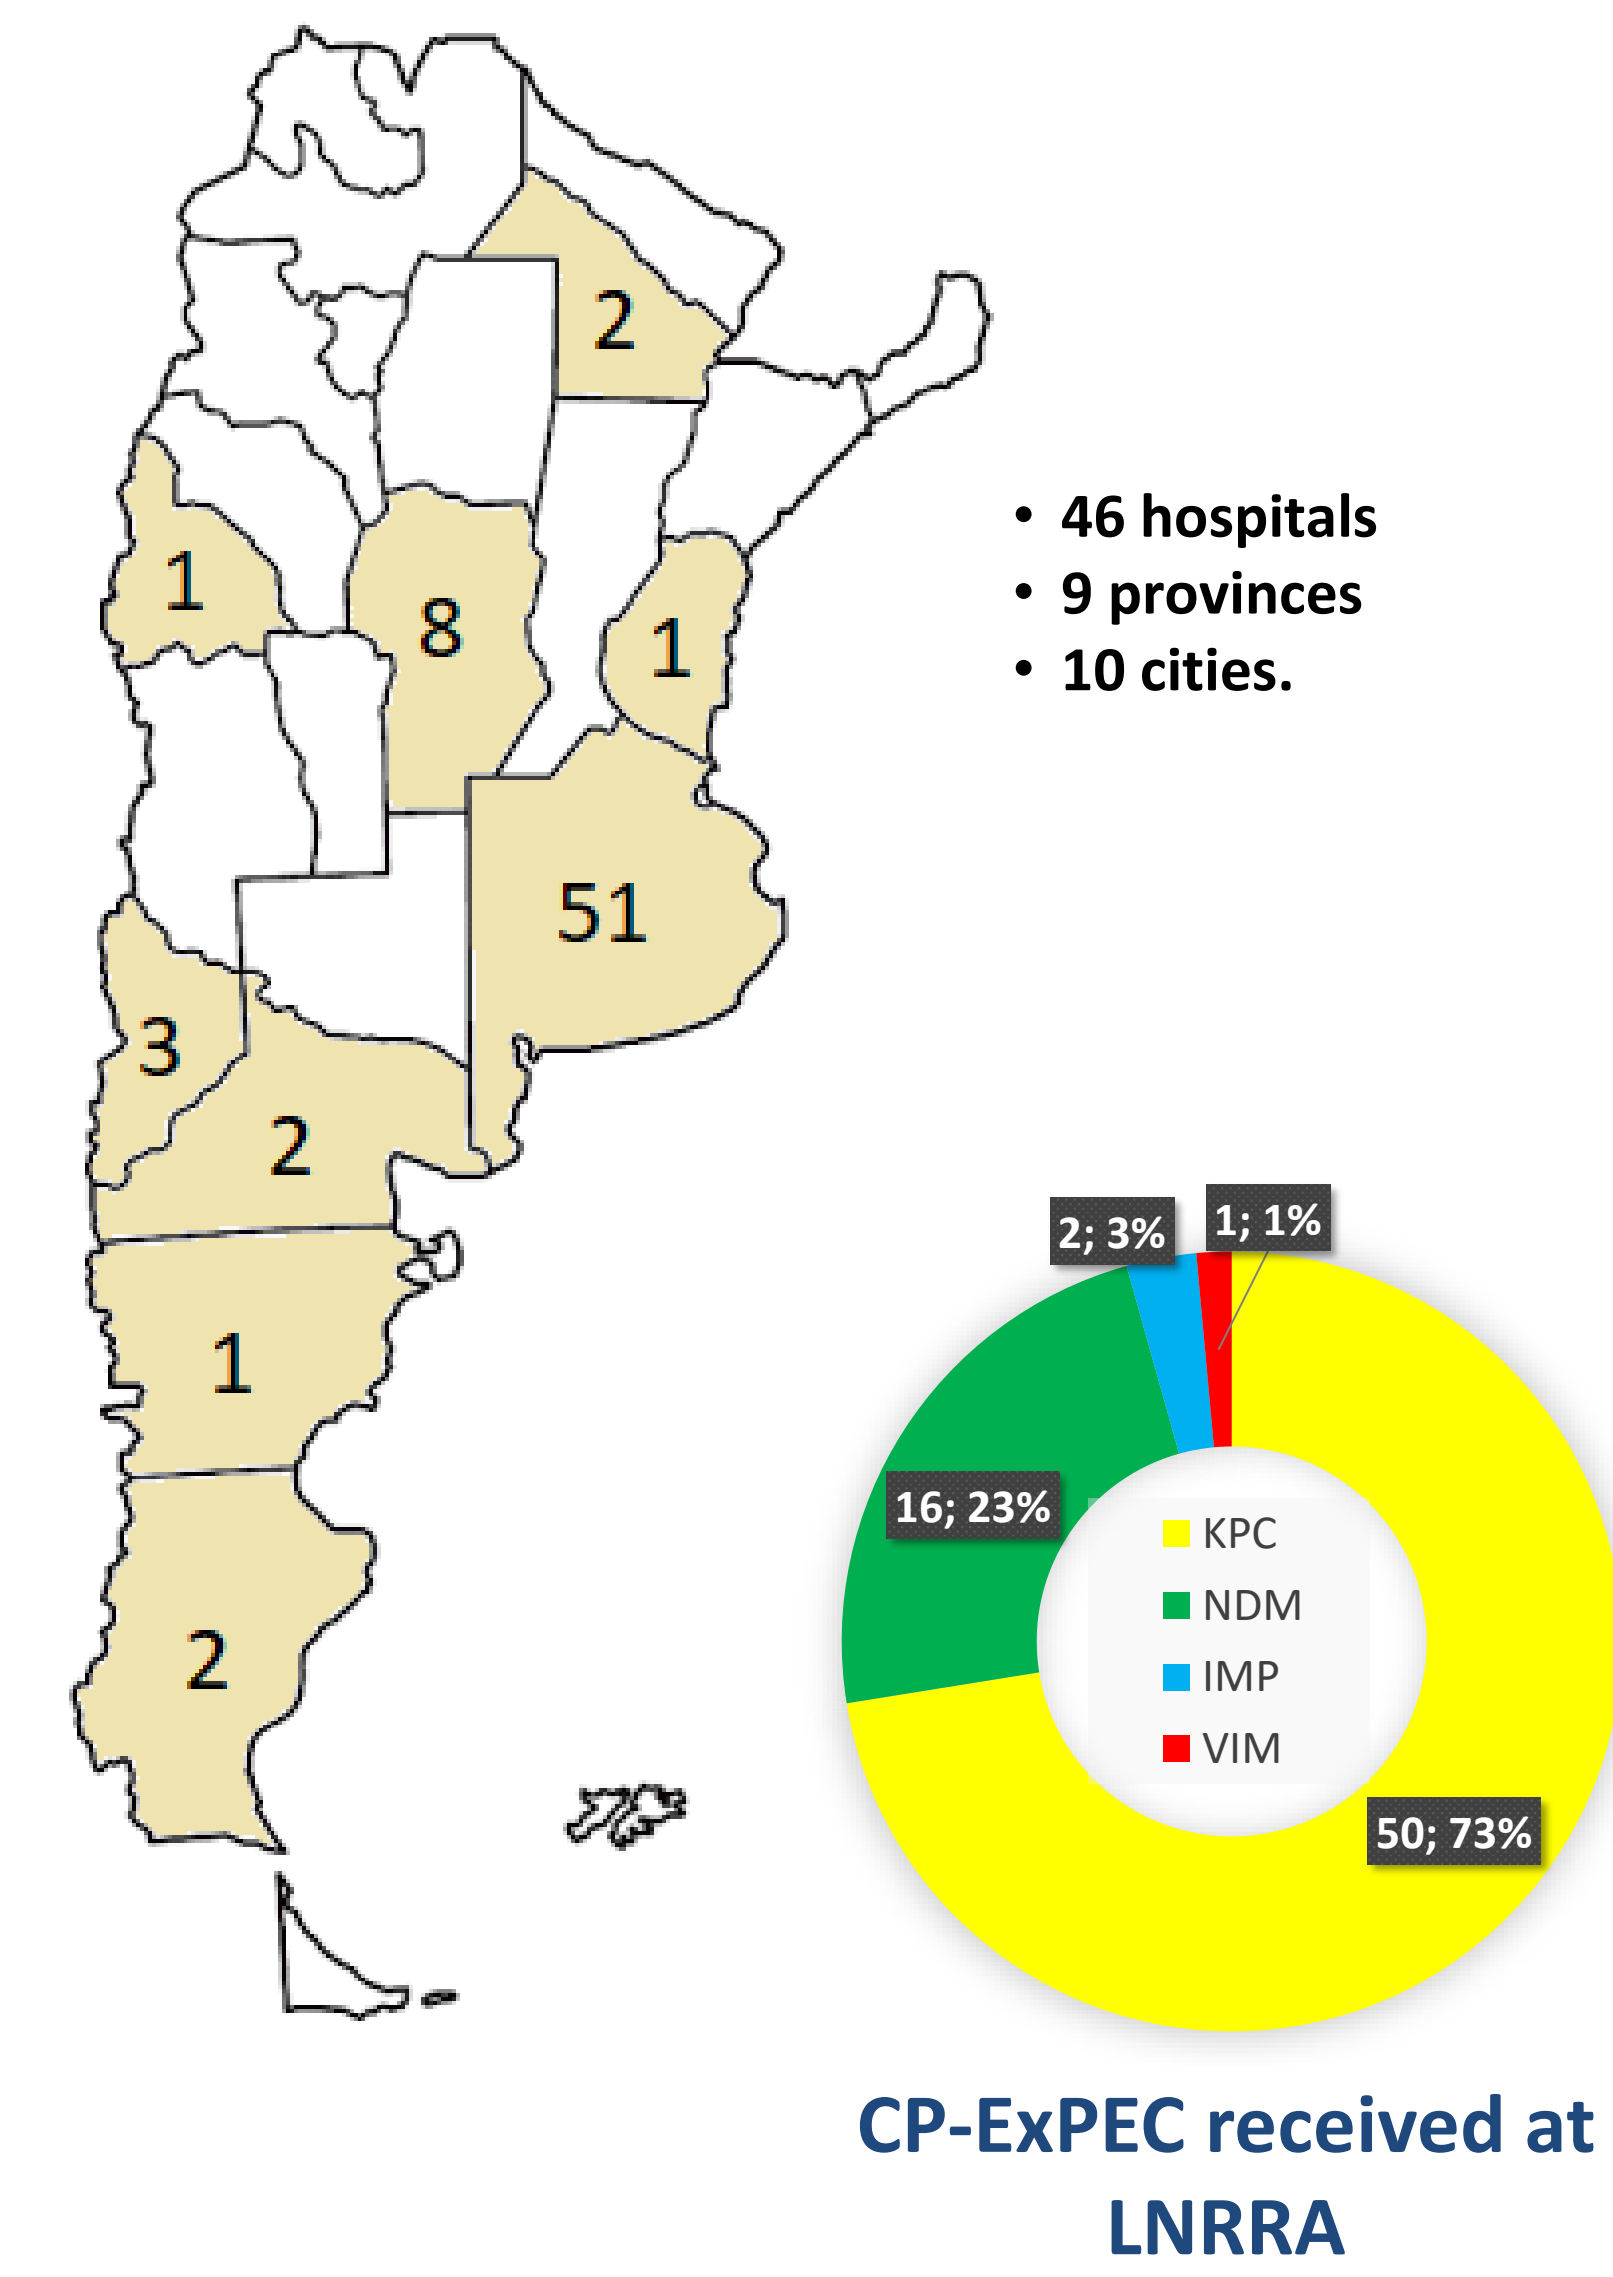 2
1
8
1
51
3
2
1
2
• 46 hospitals
• 9 provinces
• 10 cities.
2; 3%
1; 1%
16; 23%
50; 73%
KPC
NDM
IMP
VIM
CP-ExPEC received at
LNRRA